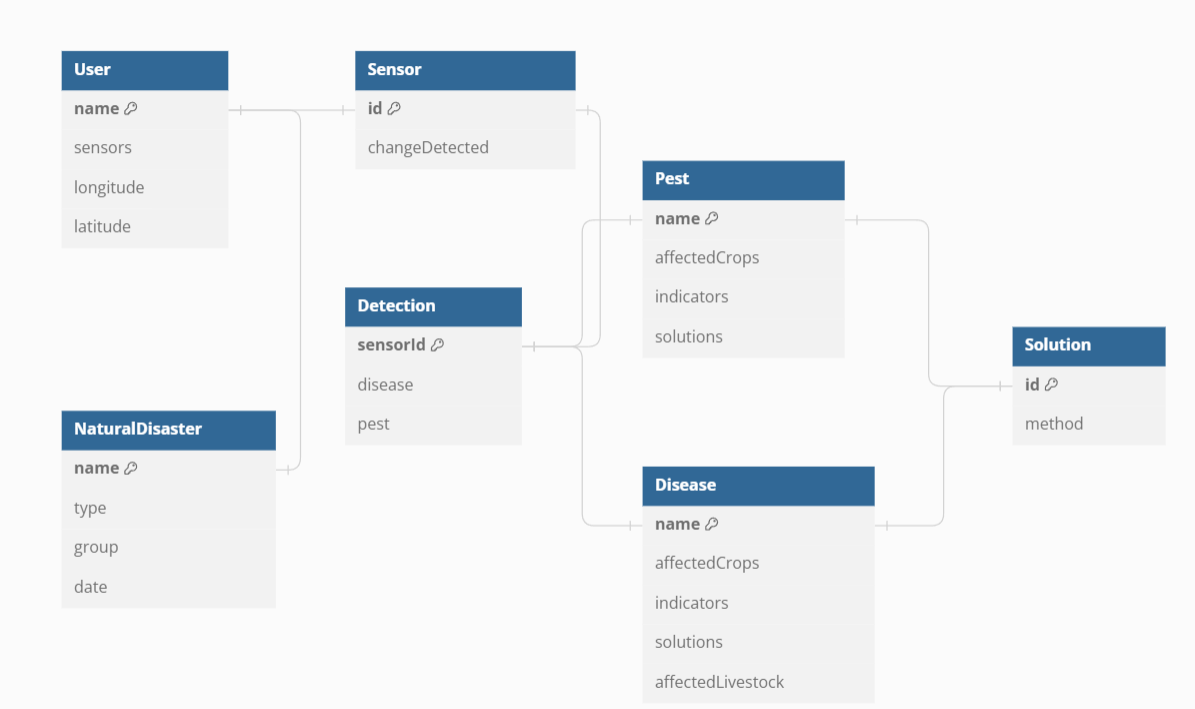 User
name
sensors
longitude
latitude
Sensor
id
changeDetected
Pest
name
affectedCrops
indicators
solutions
Detection
sensorId
disease
pest
Solution
id
method
NaturalDisaster
name
type
group
date
Disease
name
affectedCrops
indicators
solutions
affectedLivestock